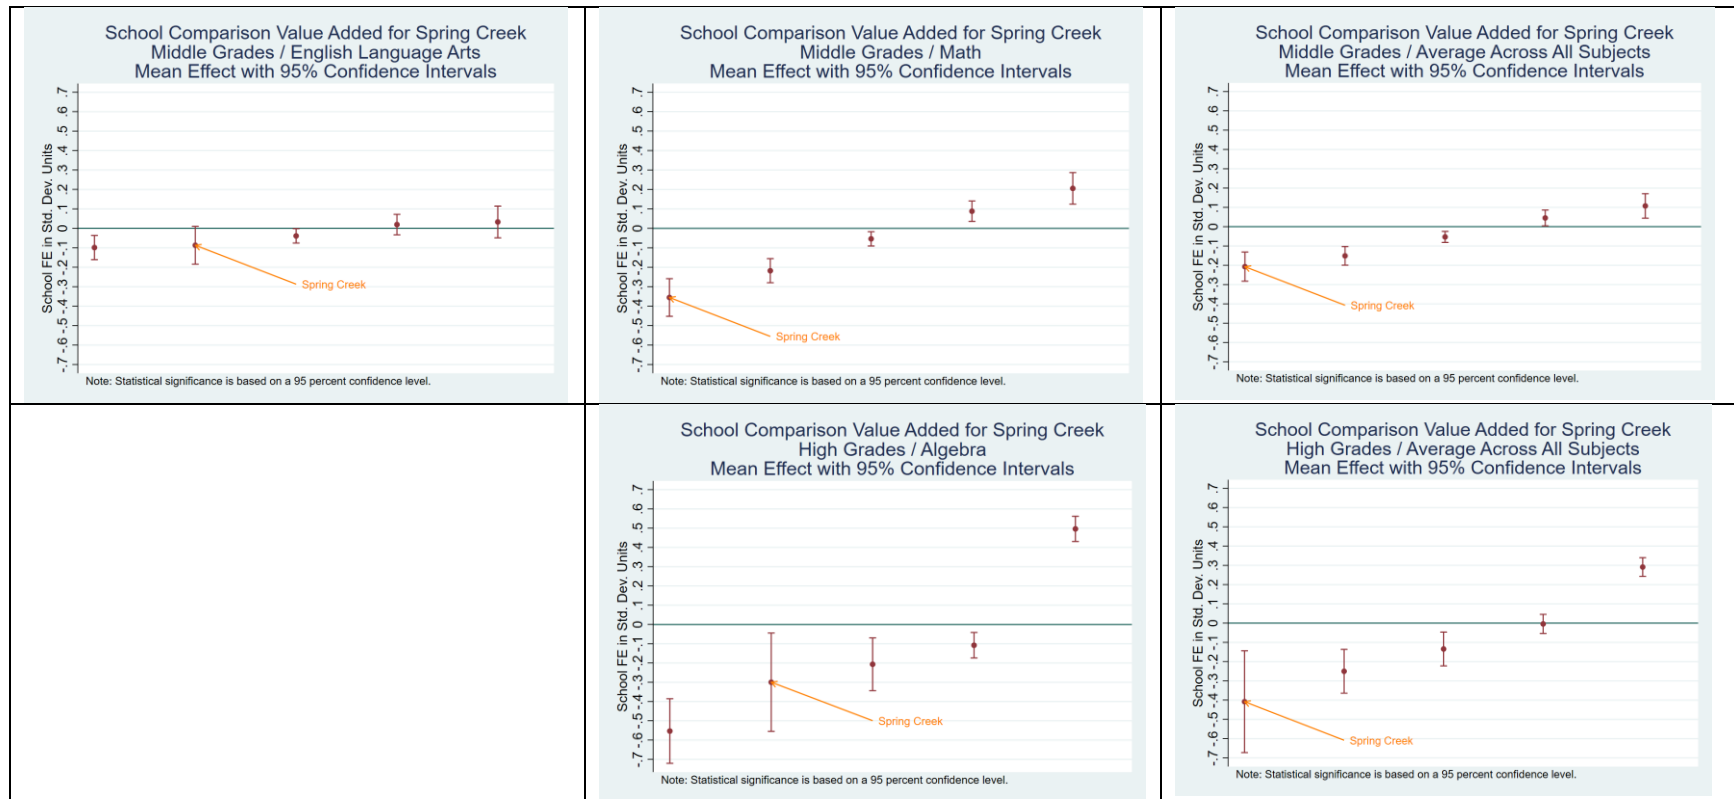 School Comparison Value Added for Spring Creek
Middle Grades / English Language Arts
Mean Effect with 95% Confidence Intervals
School FE in Std. Dev. Units
.7
.6
.5
.4
.3
.2
.1
0
-.1
-.2
-.3
-.4
-.5
-.6
-.7
Spring Creek
Note: Statistical significance is based on a 95 percent confidence level.
School Comparison Value Added for Spring Creek
Middle Grades / Math
Mean Effect with 95% Confidence Intervals
School FE in Std. Dev. Units
.7
.6
.5
.4
.3
.2
.1
0
-.1
-.2
-.3
-.4
-.5
-.6
-.7
Spring Creek
Note: Statistical significance is based on a 95 percent confidence level.
School Comparison Value Added for Spring Creek
Middle Grades / Average Across All Subjects
Mean Effect with 95% Confidence Intervals
School FE in Std. Dev. Units
.7
.6
.5
.4
.3
.2
.1
0
-.1
-.2
-.3
-.4
-.5
-.6
-.7
Spring Creek
Note: Statistical significance is based on a 95 percent confidence level.
School Comparison Value Added for Spring Creek
High Grades / Algebra
Mean Effect with 95% Confidence Intervals
School FE in Std. Dev. Units
.7
.6
.5
.4
.3
.2
.1
0
-.1
-.2
-.3
-.4
-.5
-.6
-.7
Spring Creek
Note: Statistical significance is based on a 95 percent confidence level.
School Comparison Value Added for Spring Creek
High Grades / Average Across All Subjects
Mean Effect with 95% Confidence Intervals
School FE in Std. Dev. Units
.7
.6
.5
.4
.3
.2
.1
0
-.1
-.2
-.3
-.4
-.5
-.6
-.7
Spring Creek
Note: Statistical significance is based on a 95 percent confidence level.